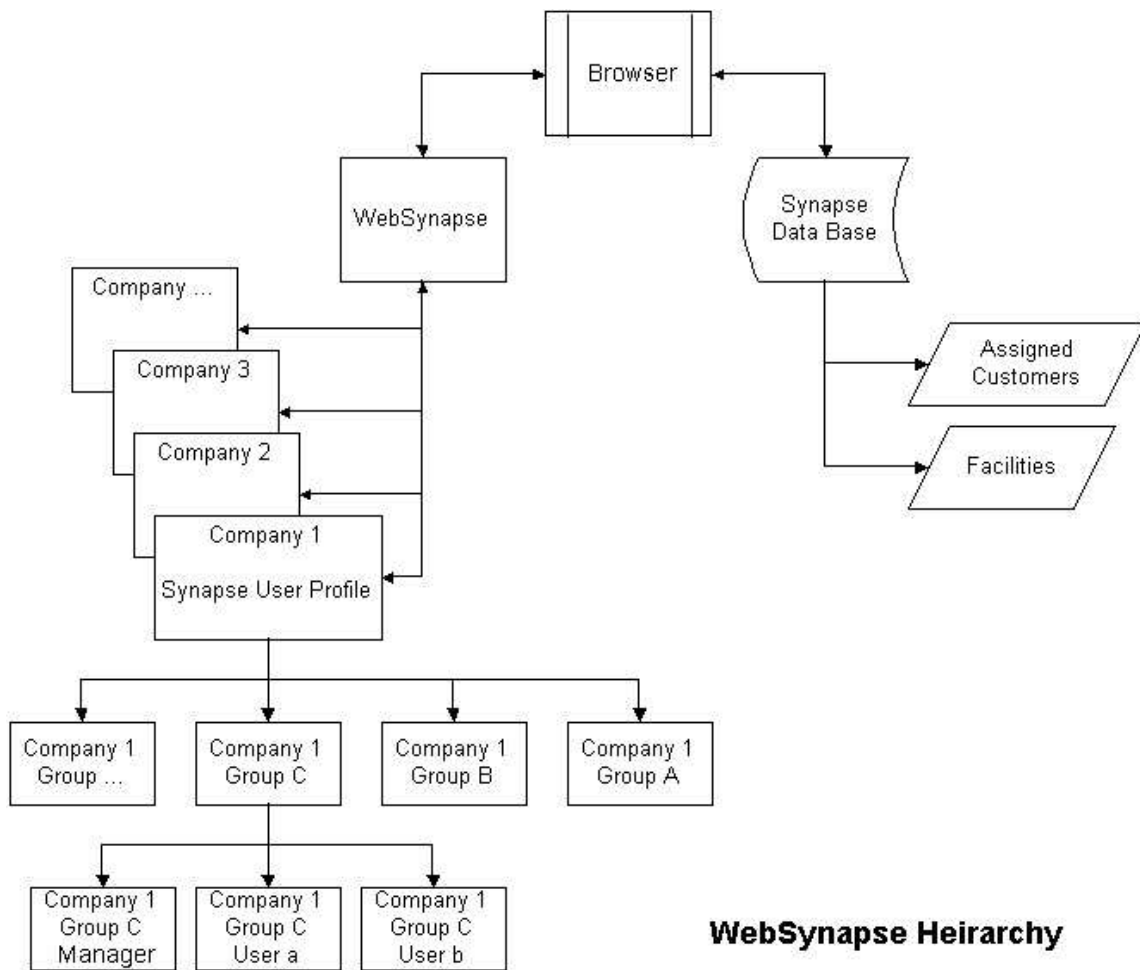 Browser
WebSynapse
Synapse
Data Base
Company ...
Company 3
Company 2
Company 1
Synapse User Profile
Assigned
Customers
Facilities
Company 1
Group ...
Company 1
Group C
Company 1
Group B
Company 1
Group A
Company 1
Group C
Manager
Company 1
Group C
User a
Company 1
Group C
User b
WebSynapse Heirarchy